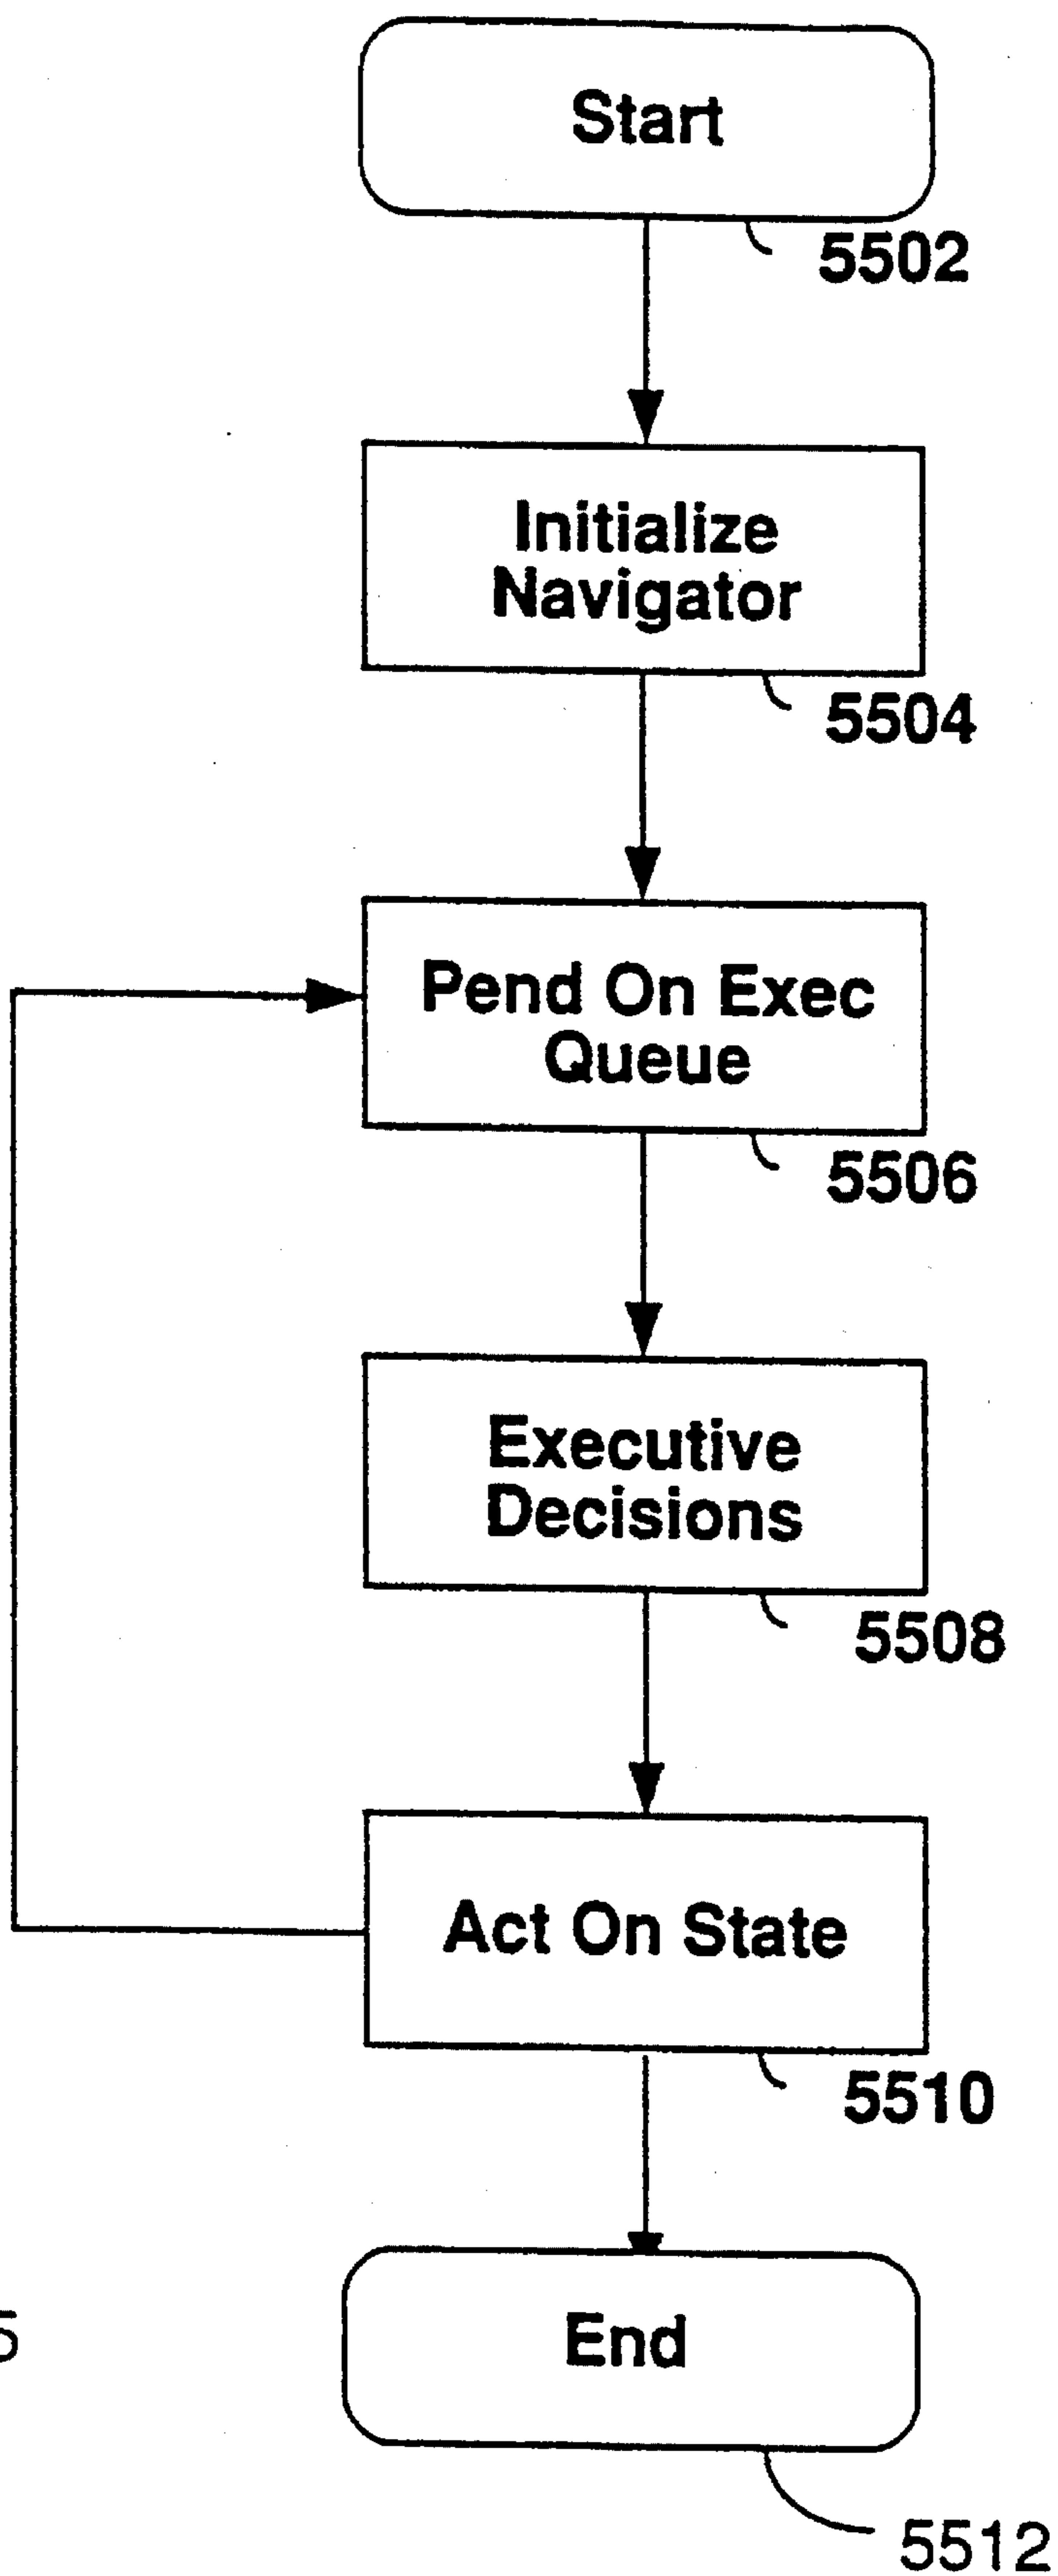 Start
5502
Initialize
Navigator
5504
Pend On Exec
Queue
5506
Executive
Decisions
5508
Act On State
5510
5
End
5512